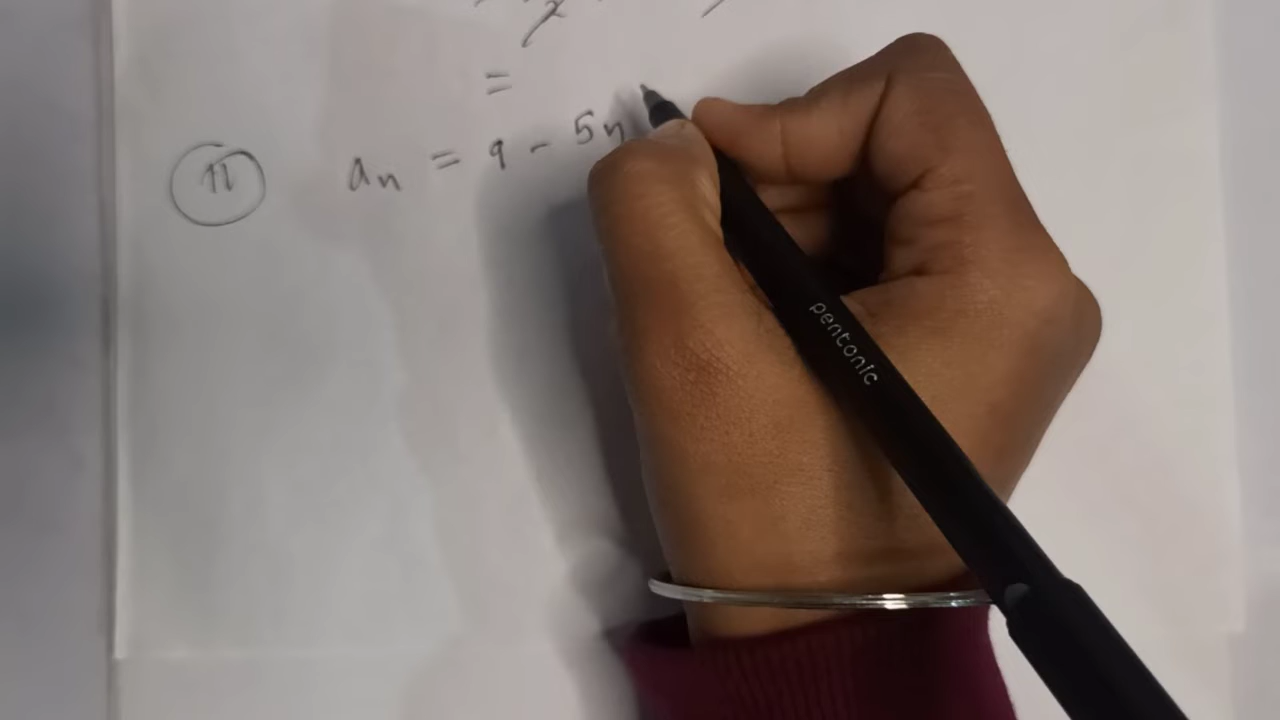 =
(ii) an = 9 - 5n
pentonic